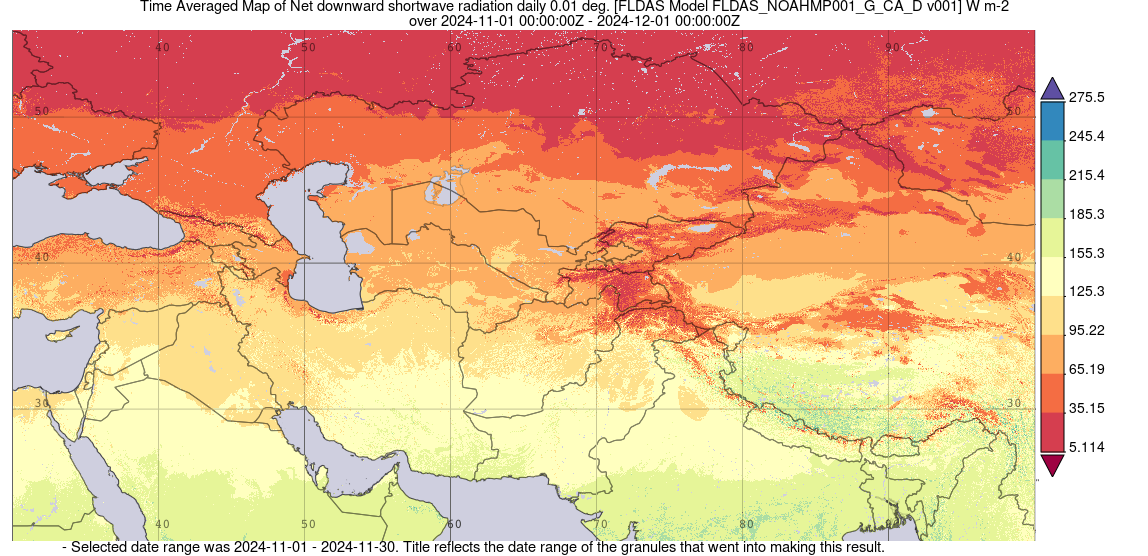 Time Averaged Map of Net downward shortwave radiation daily 0.01 deg. [FLDAS Model FLDAS_NOAHMP001_G_CA_D v001] W m-2
over 2024-11-01 00:00:00Z - 2024-12-01 00:00:00Z
40 50 60 70 80 90
50 50
40 40
30 30
40 50 60 70 80 90
275.5
245.4
215.4
185.3
155.3
125.3
95.22
65.19
35.15
5.114
- Selected date range was 2024-11-01 - 2024-11-30. Title reflects the date range of the granules that went into making this result.